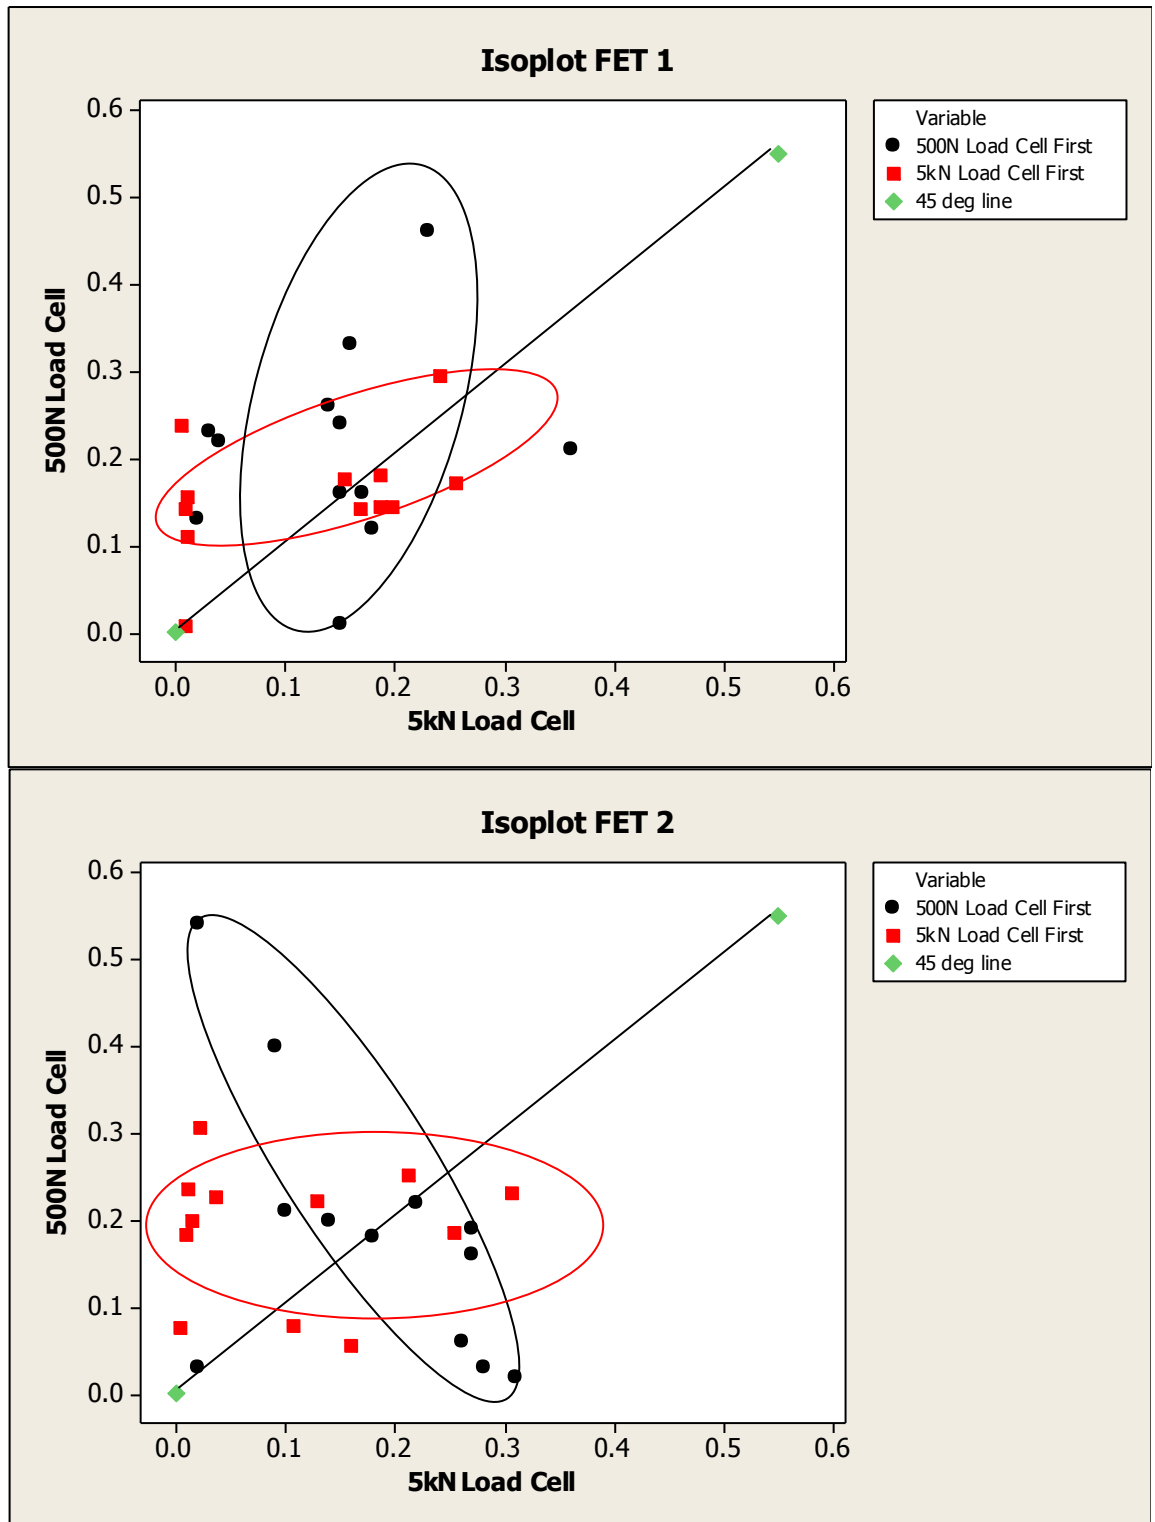 Isoplot FET 1
0.6
0.5
0.4
0.3
0.2
0.1
0.0
500N Load Cell
0.0 0.1 0.2 0.3 0.4 0.5 0.6
5kN Load Cell
Variable
500N Load Cell First
5kN Load Cell First
45 deg line
Isoplot FET 2
0.6
0.5
0.4
0.3
0.2
0.1
0.0
500N Load Cell
0.0 0.1 0.2 0.3 0.4 0.5 0.6
5kN Load Cell
Variable
500N Load Cell First
5kN Load Cell First
45 deg line